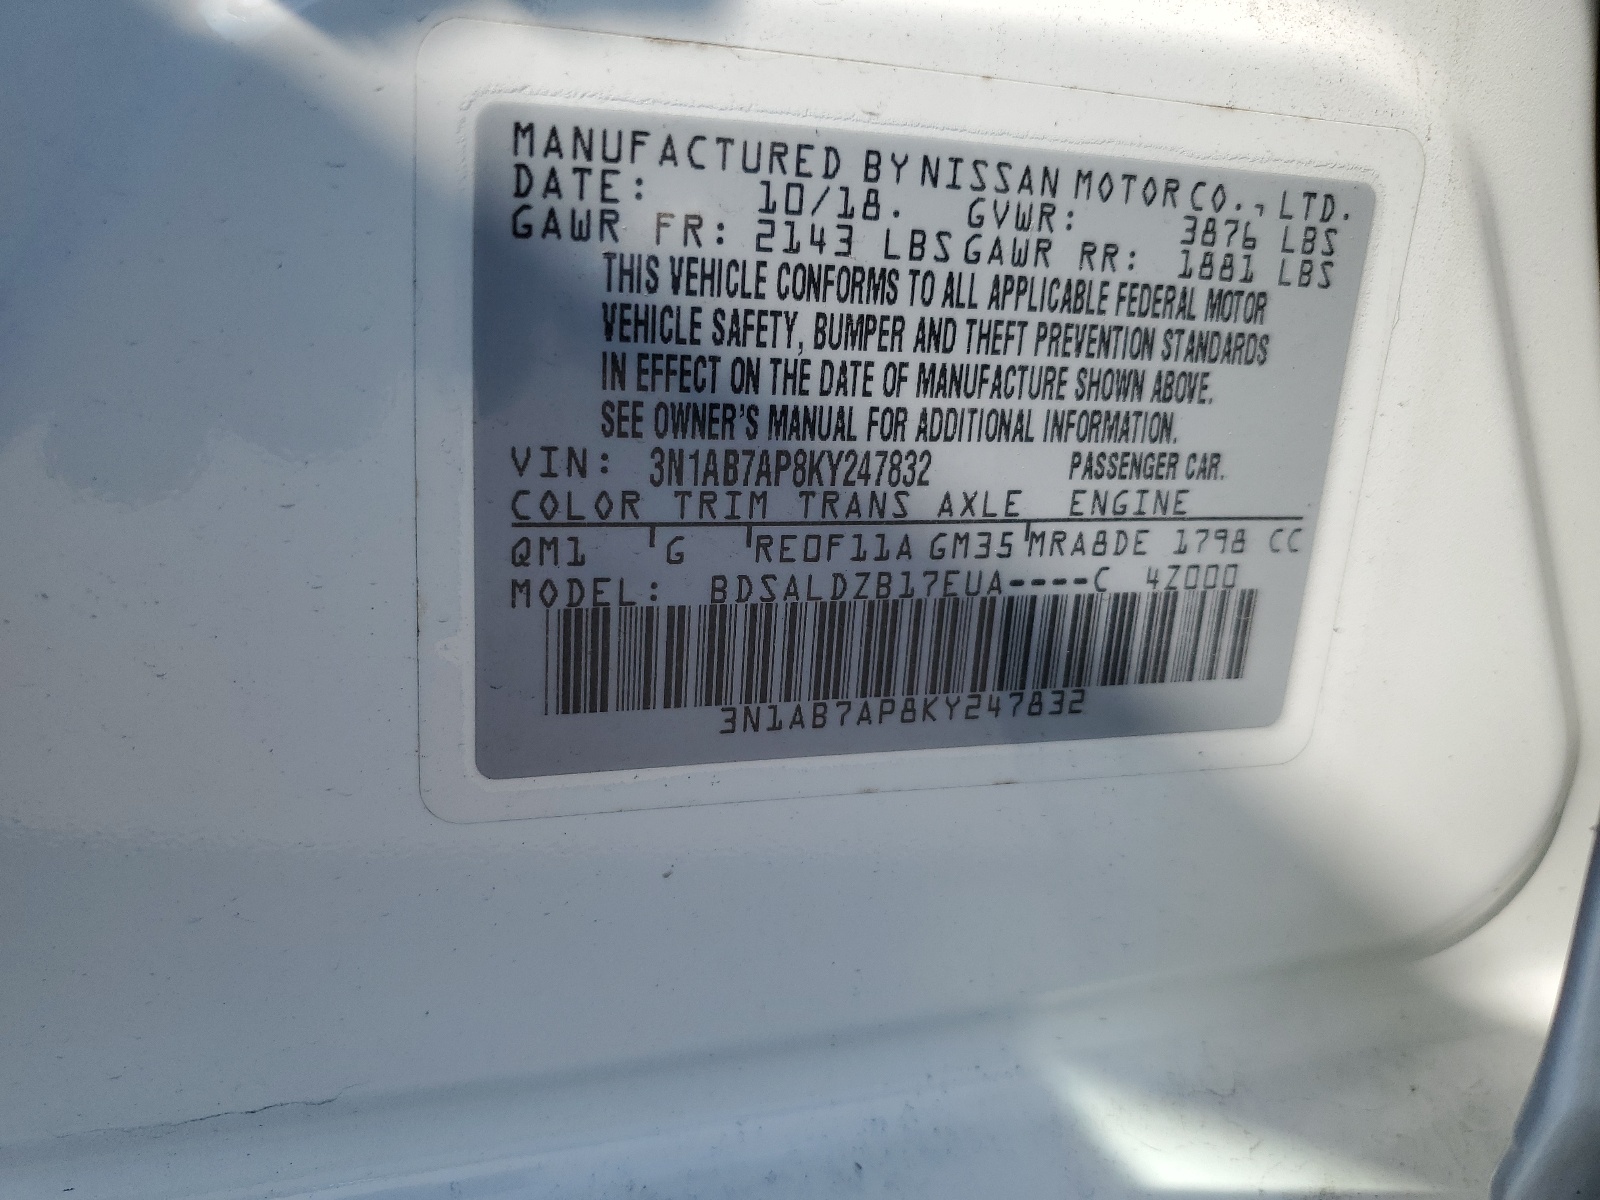 MANUFACTURED BY NISSAN MOTOR CO., LTD.
DATE: 10/18. GVWR: 3876 LBS
GAWR FR: 2143 LBS GAWR RR: 1881 LBS
THIS VEHICLE CONFORMS TO ALL APPLICABLE FEDERAL MOTOR
VEHICLE SAFETY, BUMPER AND THEFT PREVENTION STANDARDS
IN EFFECT ON THE DATE OF MANUFACTURE SHOWN ABOVE.
SEE OWNER'S MANUAL FOR ADDITIONAL INFORMATION.
VIN: 3N1AB7AP8KY247832 PASSENGER CAR.
COLOR TRIM TRANS AXLE ENGINE
QM1 G RE0F11A GM35 MRA8DE 1798 CC
MODEL: BDSALDZB17EUA----C 4Z000
3N1AB7AP8KY247832